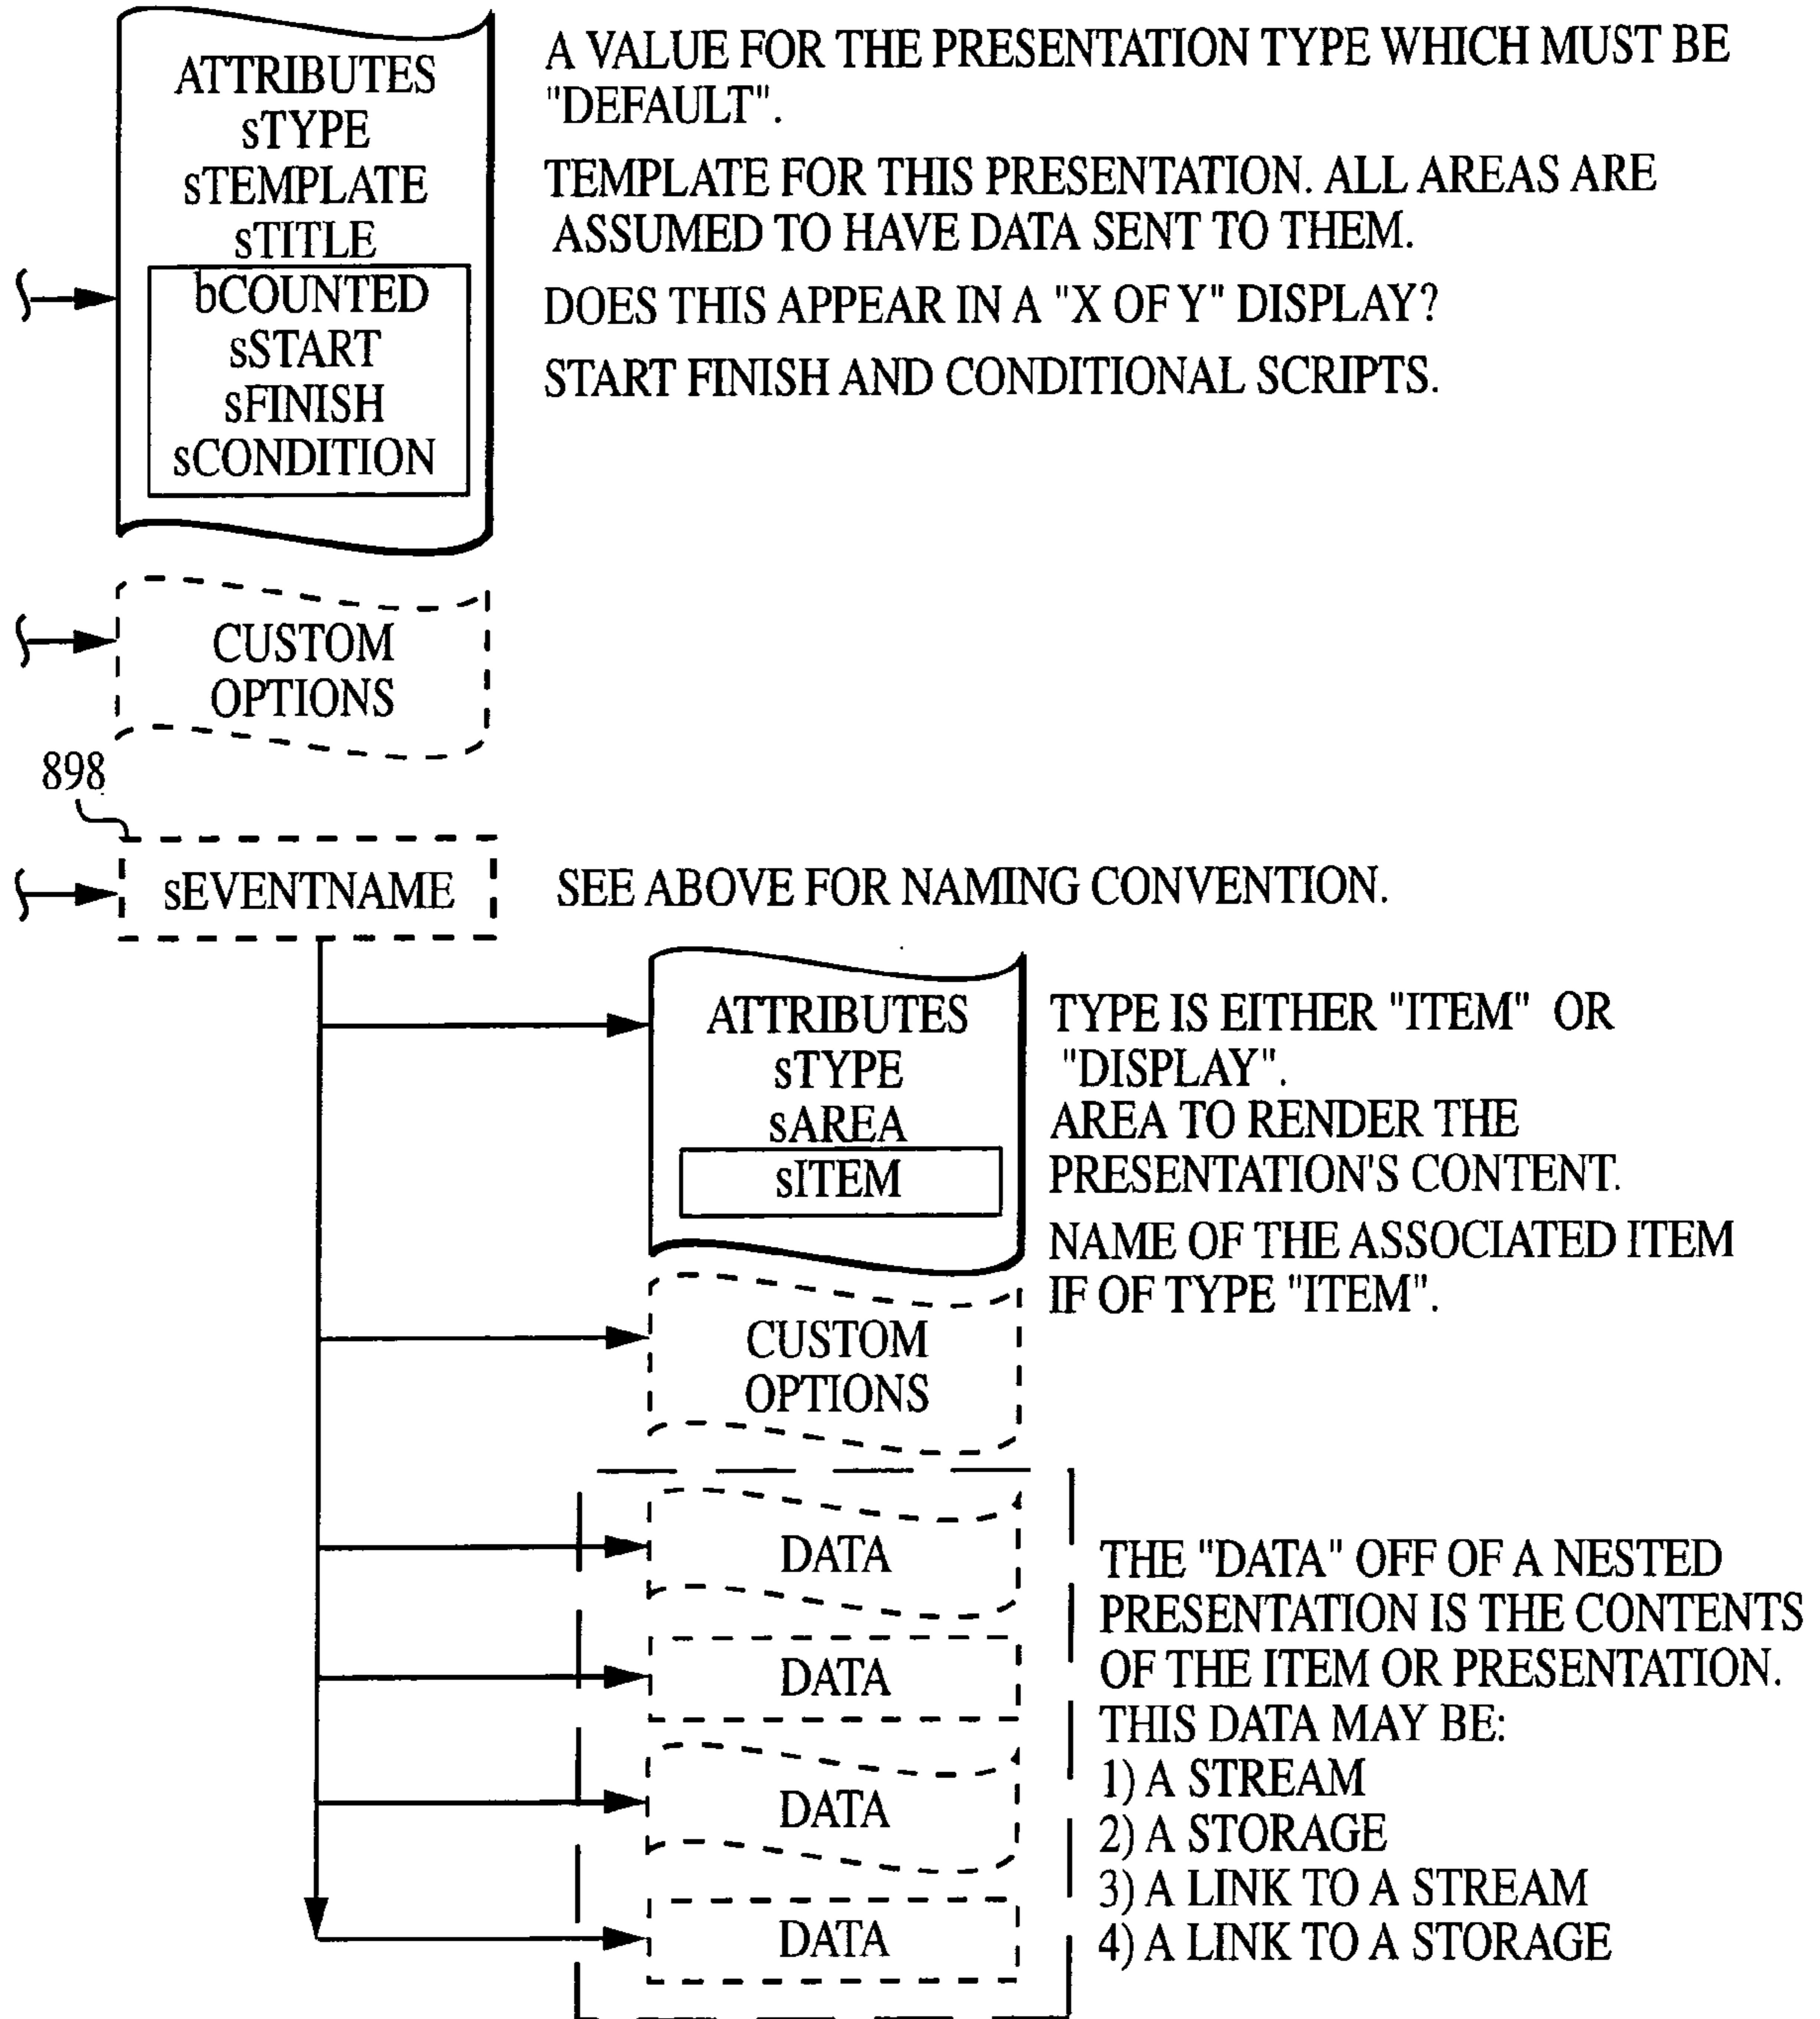 ATTRIBUTES
sTYPE
sTEMPLATE
sTITLE
bCOUNTED
sSTART
sFINISH
sCONDITION
A VALUE FOR THE PRESENTATION TYPE WHICH MUST BE
"DEFAULT".
TEMPLATE FOR THIS PRESENTATION. ALL AREAS ARE
ASSUMED TO HAVE DATA SENT TO THEM.
DOES THIS APPEAR IN A "X OF Y" DISPLAY?
START FINISH AND CONDITIONAL SCRIPTS.
CUSTOM
OPTIONS
898
sEVENTNAME
SEE ABOVE FOR NAMING CONVENTION.
ATTRIBUTES
sTYPE
sAREA
sITEM
TYPE IS EITHER "ITEM" OR
"DISPLAY".
AREA TO RENDER THE
PRESENTATION'S CONTENT.
NAME OF THE ASSOCIATED ITEM
IF OF TYPE "ITEM".
CUSTOM
OPTIONS
DATA
DATA
DATA
DATA
THE "DATA" OFF OF A NESTED
PRESENTATION IS THE CONTENTS
OF THE ITEM OR PRESENTATION.
THIS DATA MAY BE:
1) A STREAM
2) A STORAGE
3) A LINK TO A STREAM
4) A LINK TO A STORAGE